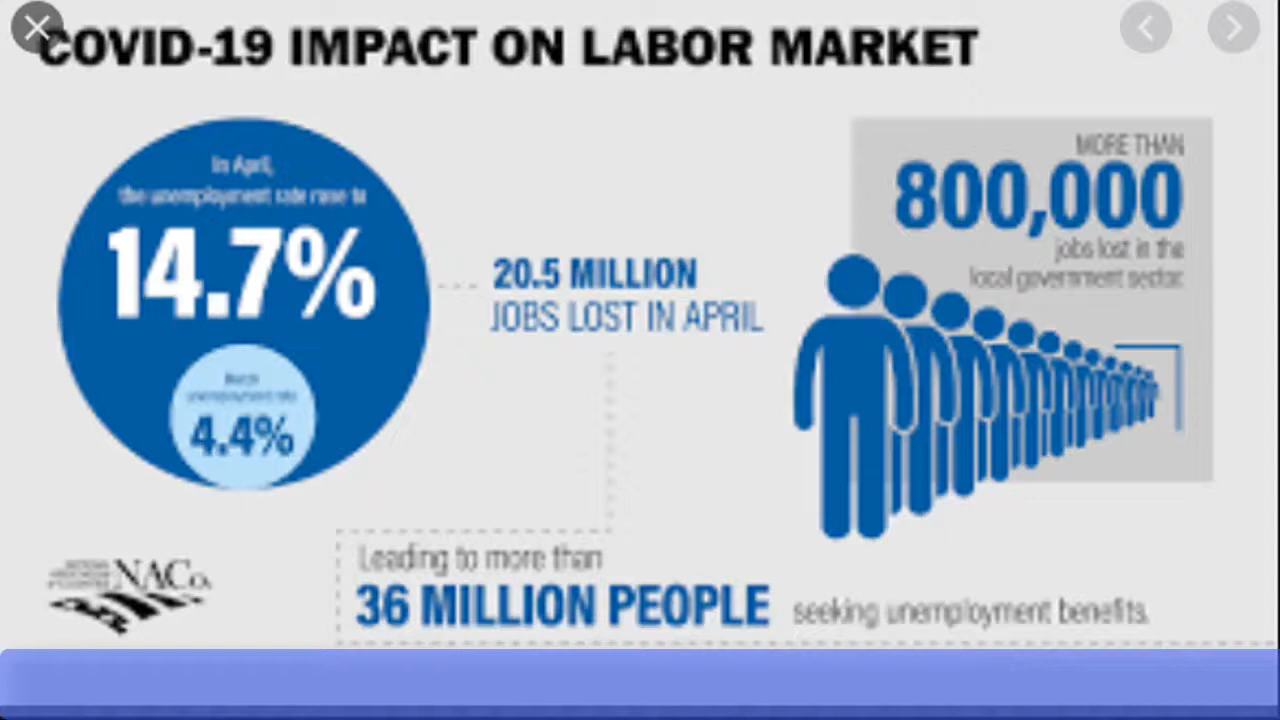 COVID-19 IMPACT ON LABOR MARKET
In April,
the unemployment rate rose to
14.7%
March
unemployment rate
4.4%
20.5 MILLION
JOBS LOST IN APRIL
MORE THAN
800,000
jobs lost in the
local government sector.
Leading to more than
36 MILLION PEOPLE seeking unemployment benefits.
NACo